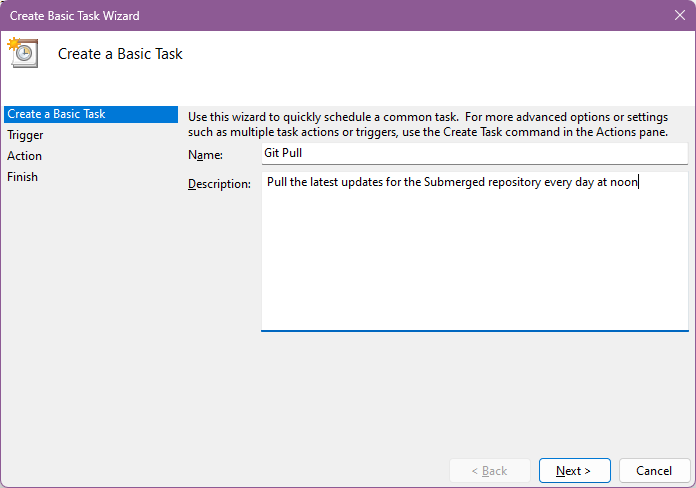 Create Basic Task Wizard
Create a Basic Task
Create a Basic Task
Trigger
Action
Finish
Use this wizard to quickly schedule a common task.  For more advanced options or settings
such as multiple task actions or triggers, use the Create Task command in the Actions pane.
Name: Git Pull
Description: Pull the latest updates for the Submerged repository every day at noon
< Back Next > Cancel